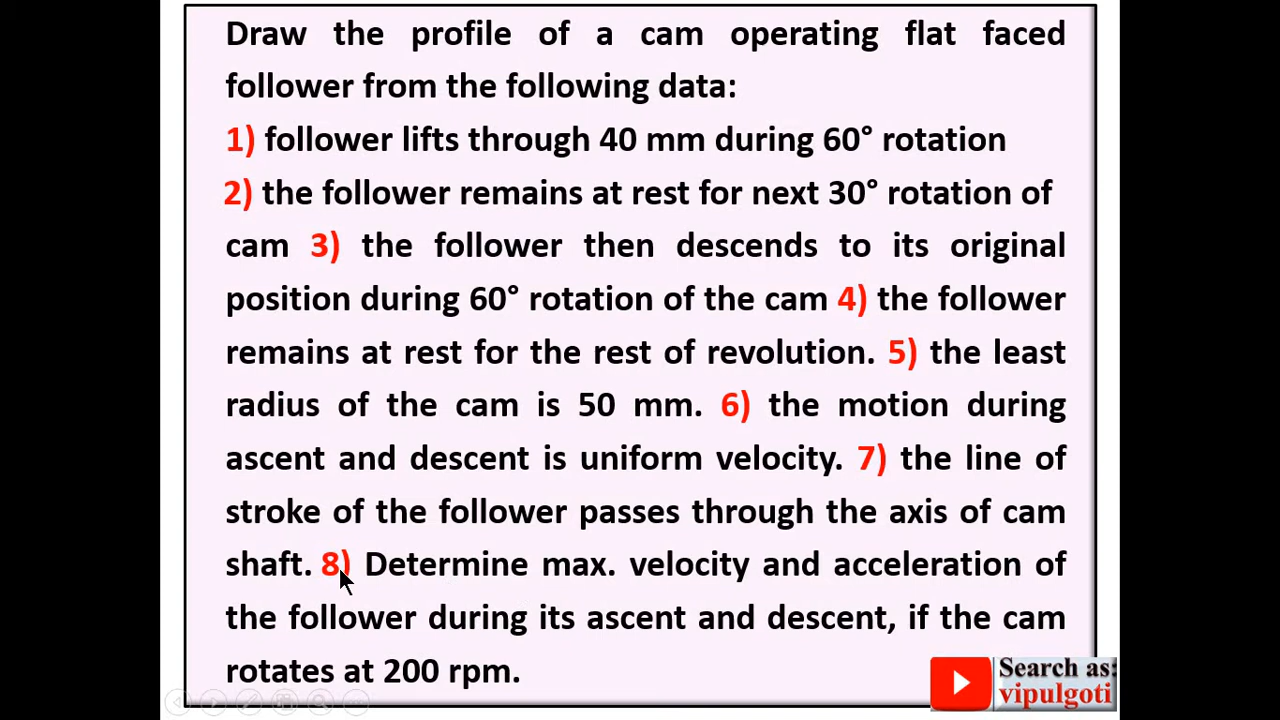 Draw the profile of a cam operating flat faced
follower from the following data:
1) follower lifts through 40 mm during 60° rotation
2) the follower remains at rest for next 30° rotation of
cam 3) the follower then descends to its original
position during 60° rotation of the cam 4) the follower
remains at rest for the rest of revolution. 5) the least
radius of the cam is 50 mm. 6) the motion during
ascent and descent is uniform velocity. 7) the line of
stroke of the follower passes through the axis of cam
shaft. 8) Determine max. velocity and acceleration of
the follower during its ascent and descent, if the cam
rotates at 200 rpm.
Search as:
vipulgoti